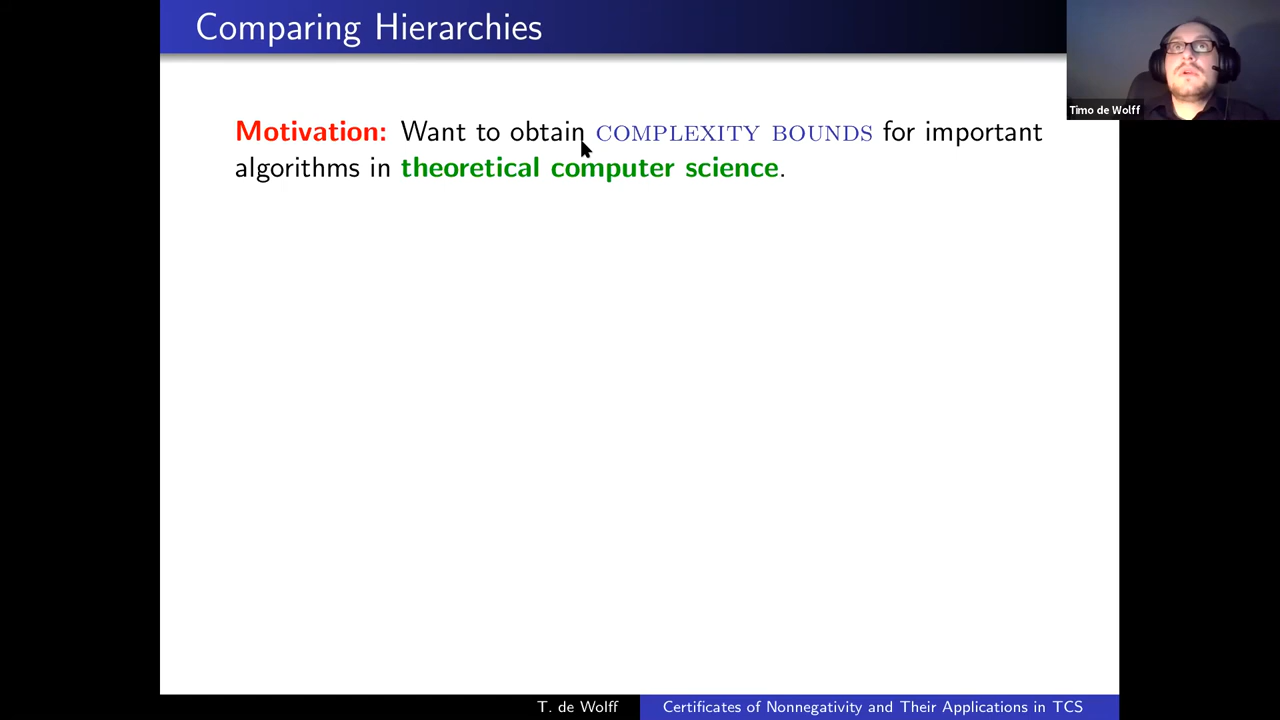 Comparing Hierarchies
Timo de Wolff
Motivation: Want to obtain COMPLEXITY BOUNDS for important
algorithms in theoretical computer science.
T. de Wolff
Certificates of Nonnegativity and Their Applications in TCS